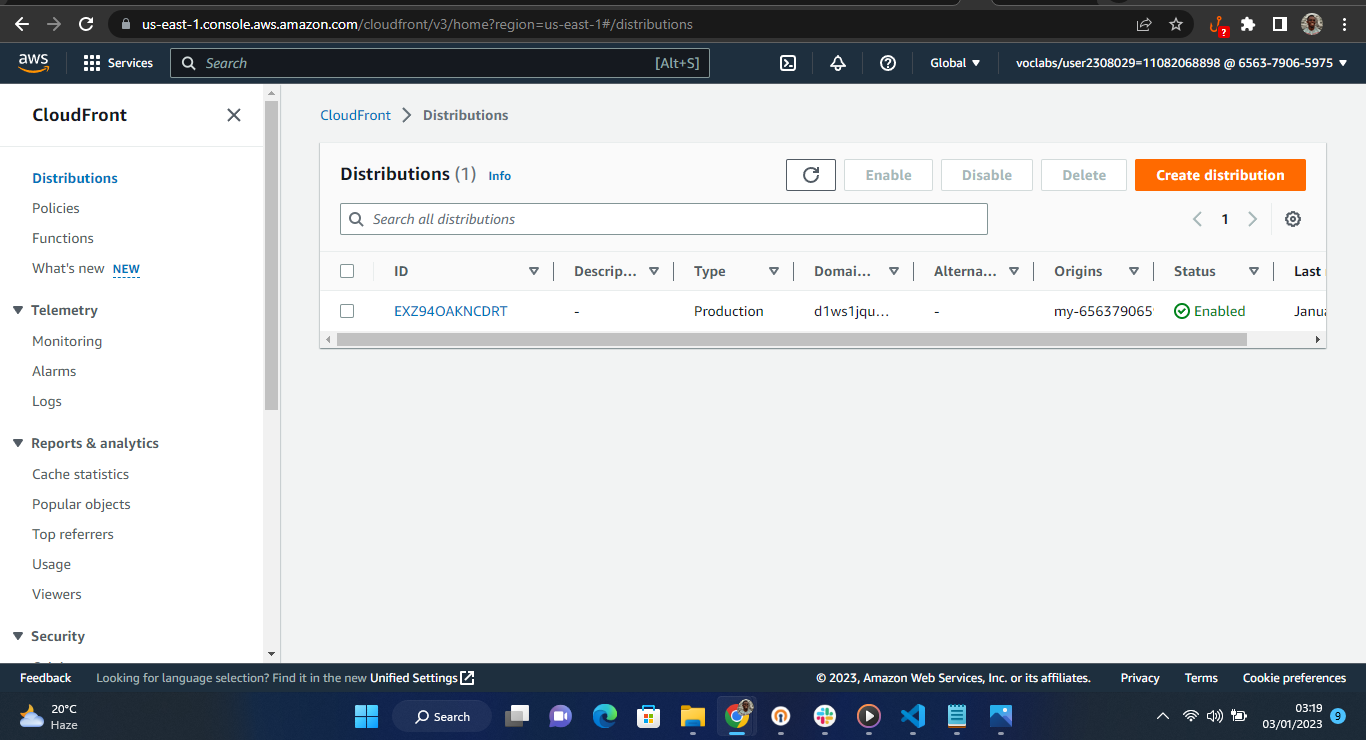 us-east-1.console.aws.amazon.com/cloudfront/v3/home?region=us-east-1#/distributions
?
aws
Services
Search
[Alt+S]
Global
voclabs/user2308029=11082068898 @ 6563-7906-5975
CloudFront
Distributions
Policies
Functions
What's new NEW
Telemetry
Monitoring
Alarms
Logs
Reports & analytics
Cache statistics
Popular objects
Top referrers
Usage
Viewers
Security
CloudFront
Distributions
Distributions (1) Info
Enable
Disable
Delete
Create distribution
Search all distributions
1
ID Descrip... Type Domai... Alterna... Origins Status Last
EXZ94OAKNCDRT - Production d1ws1jqu... - my-656379065 Enabled Janua
Feedback
Looking for language selection? Find it in the new Unified Settings
© 2023, Amazon Web Services, Inc. or its affiliates.
Privacy
Terms
Cookie preferences
20°C
Haze
Search
03:19
03/01/2023
9